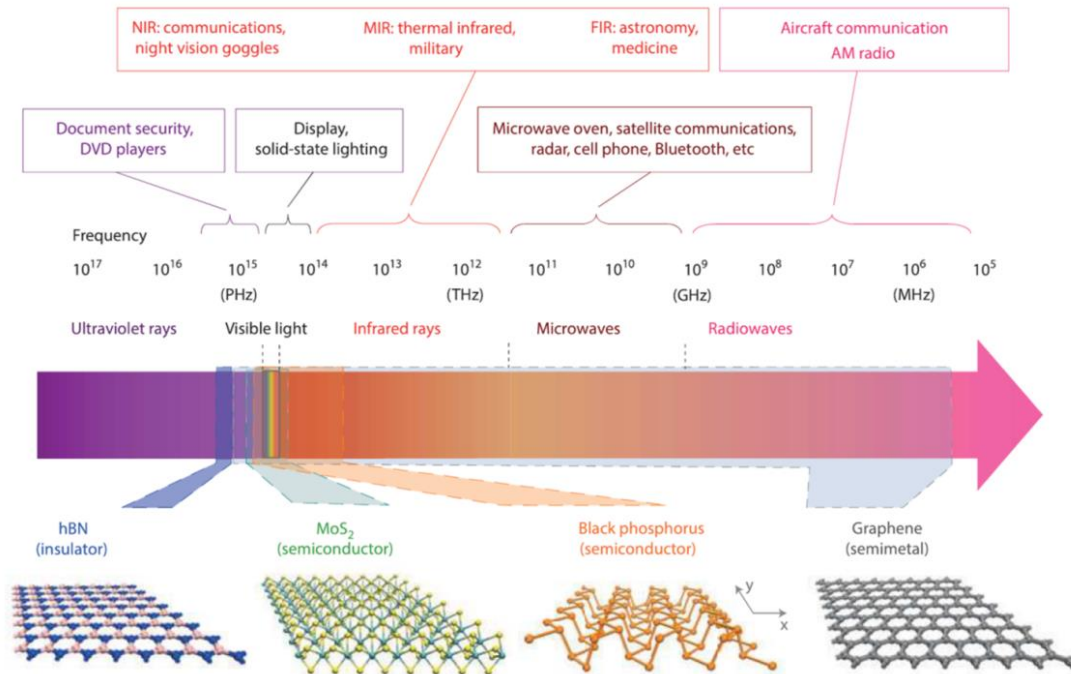 NIR: communications,
night vision goggles
MIR: thermal infrared,
military
FIR: astronomy,
medicine
Aircraft communication
AM radio
Document security,
DVD players
Display,
solid-state lighting
Microwave oven, satellite communications,
radar, cell phone, Bluetooth, etc
Frequency
10¹⁷ 10¹⁶ 10¹⁵ 10¹⁴ 10¹³ 10¹² 10¹¹ 10¹⁰ 10⁹ 10⁸ 10⁷ 10⁶ 10⁵
(PHz) (THz) (GHz) (MHz)
Ultraviolet rays Visible light Infrared rays Microwaves Radiowaves
hBN
(insulator)
MoS₂
(semiconductor)
Black phosphorus
(semiconductor)
Graphene
(semimetal)
y
x